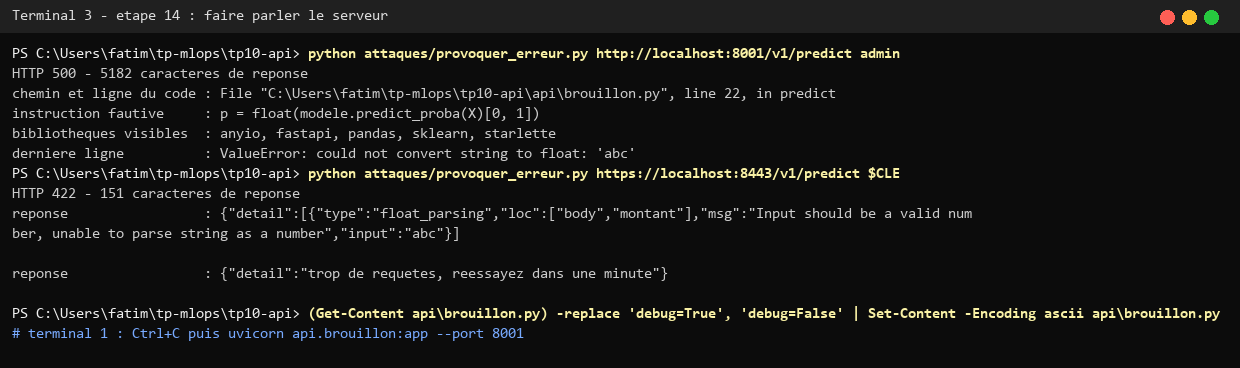 Terminal 3 - etape 14 : faire parler le serveur
PS C:\Users\fatim\tp-mlops\tp10-api> python attaques/provoquer_erreur.py http://localhost:8001/v1/predict admin
HTTP 500 - 5182 caracteres de reponse
chemin et ligne du code : File "C:\Users\fatim\tp-mlops\tp10-api\api\brouillon.py", line 22, in predict
instruction fautive     : p = float(modele.predict_proba(X)[0, 1])
bibliotheques visibles  : anyio, fastapi, pandas, sklearn, starlette
derniere ligne          : ValueError: could not convert string to float: 'abc'
PS C:\Users\fatim\tp-mlops\tp10-api> python attaques/provoquer_erreur.py https://localhost:8443/v1/predict $CLE
HTTP 422 - 151 caracteres de reponse
reponse                 : {"detail":[{"type":"float_parsing","loc":["body","montant"],"msg":"Input should be a valid num
ber, unable to parse string as a number","input":"abc"}]
reponse                 : {"detail":"trop de requetes, reessayez dans une minute"}
PS C:\Users\fatim\tp-mlops\tp10-api> (Get-Content api\brouillon.py) -replace 'debug=True', 'debug=False' | Set-Content -Encoding ascii api\brouillon.py
# terminal 1 : Ctrl+C puis uvicorn api.brouillon:app --port 8001